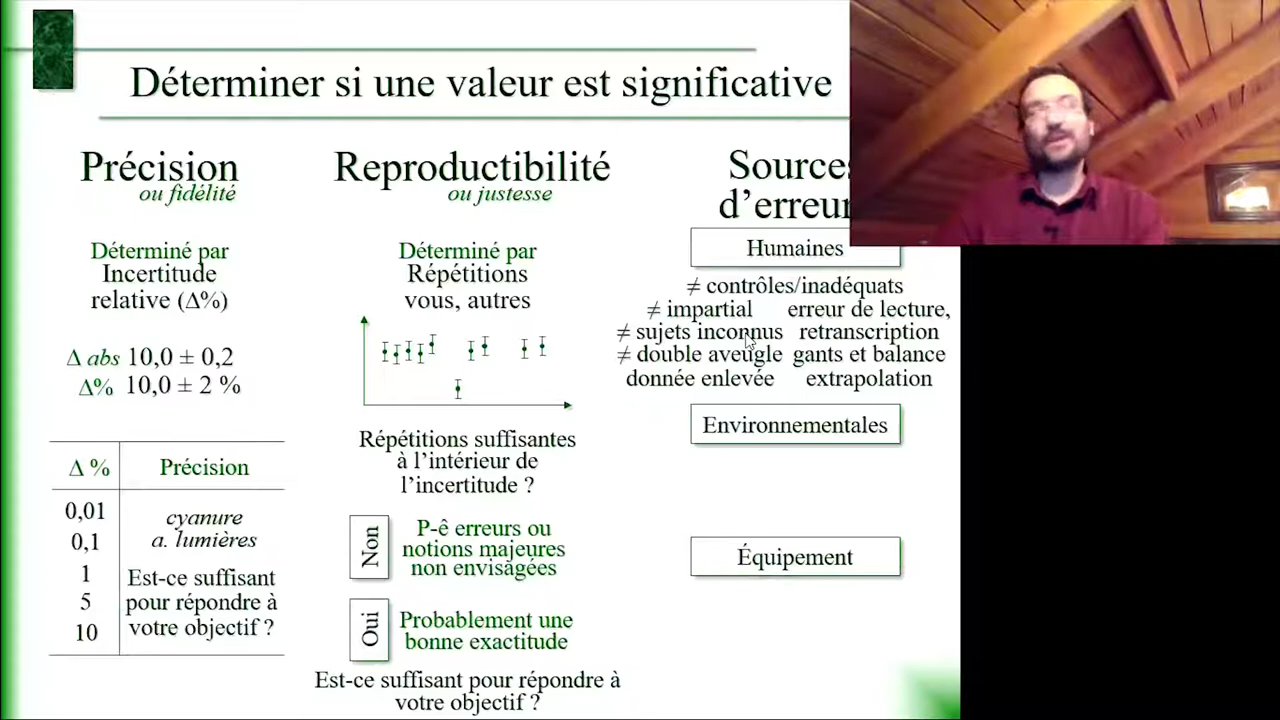 Déterminer si une valeur est significative
Précision
ou fidélité
Déterminé par
Incertitude
relative (Δ%)
Δ abs 10,0 ± 0,2
Δ% 10,0 ± 2 %
Δ % Précision
0,01
0,1
1
5
10
cyanure
a. lumières
Est-ce suffisant
pour répondre à
votre objectif ?
Reproductibilité
ou justesse
Déterminé par
Répétitions
vous, autres
Répétitions suffisantes
à l’intérieur de
l’incertitude ?
Non
P-ê erreurs ou
notions majeures
non envisagées
Oui
Probablement une
bonne exactitude
Est-ce suffisant pour répondre à
votre objectif ?
Sources
d’erreur
Humaines
≠ contrôles/inadéquats
≠ impartial erreur de lecture,
≠ sujets inconnus retranscription
≠ double aveugle gants et balance
donnée enlevée extrapolation
Environnementales
Équipement